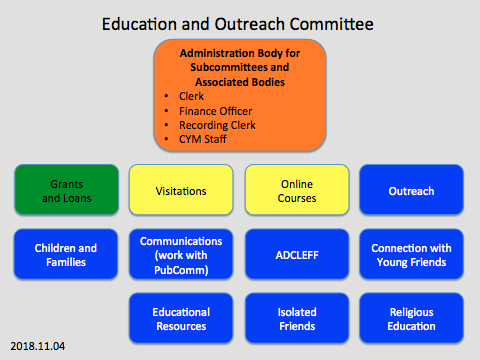 Education and Outreach Committee
Administration Body for
Subcommittees and
Associated Bodies
• Clerk
• Finance Officer
• Recording Clerk
• CYM Staff
Grants
and Loans
Visitations
Online
Courses
Outreach
Children and
Families
Communications
(work with
PubComm)
ADCLEFF
Connection with
Young Friends
Educational
Resources
Isolated
Friends
Religious
Education
2018.11.04